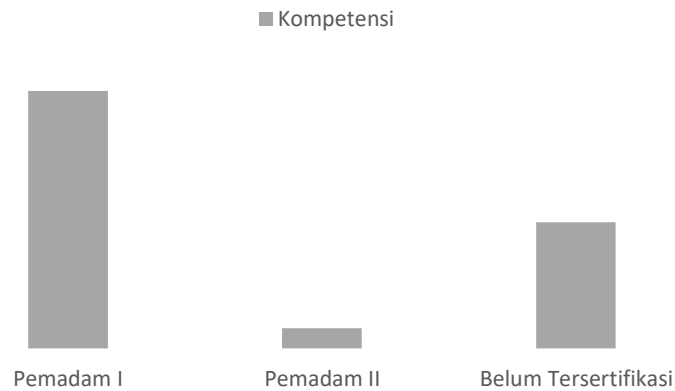 Kompetensi
Pemadam I
Pemadam II
Belum Tersertifikasi